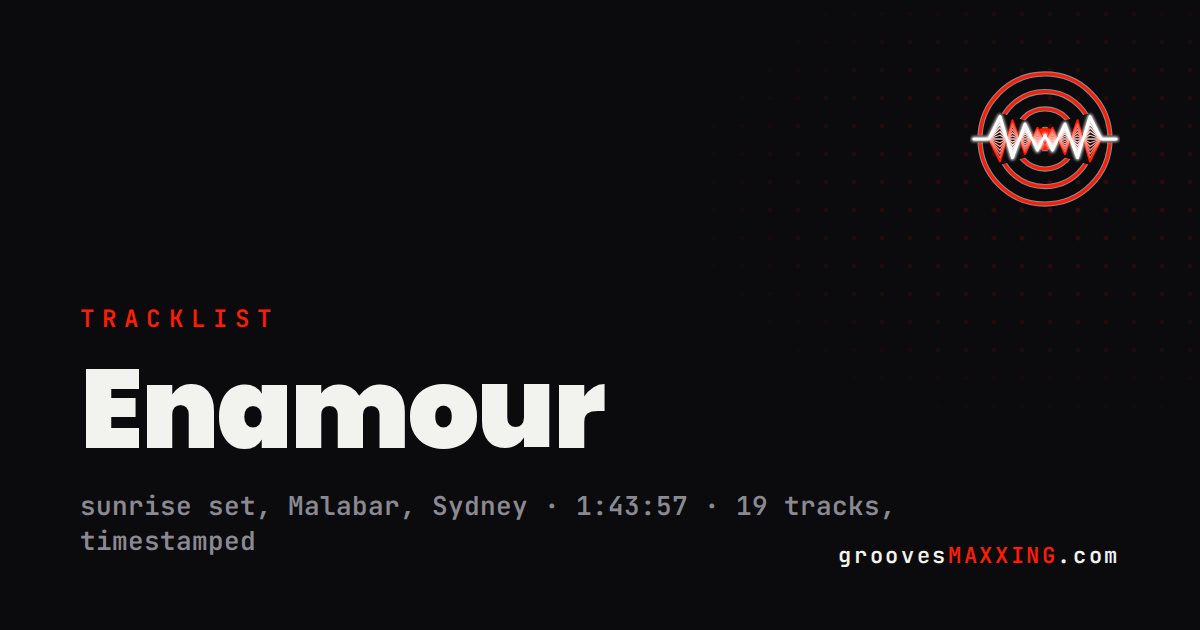 TRACKLIST
Enamour
sunrise set, Malabar, Sydney · 1:43:57 · 19 tracks,
timestamped
groovesMAXXING.com